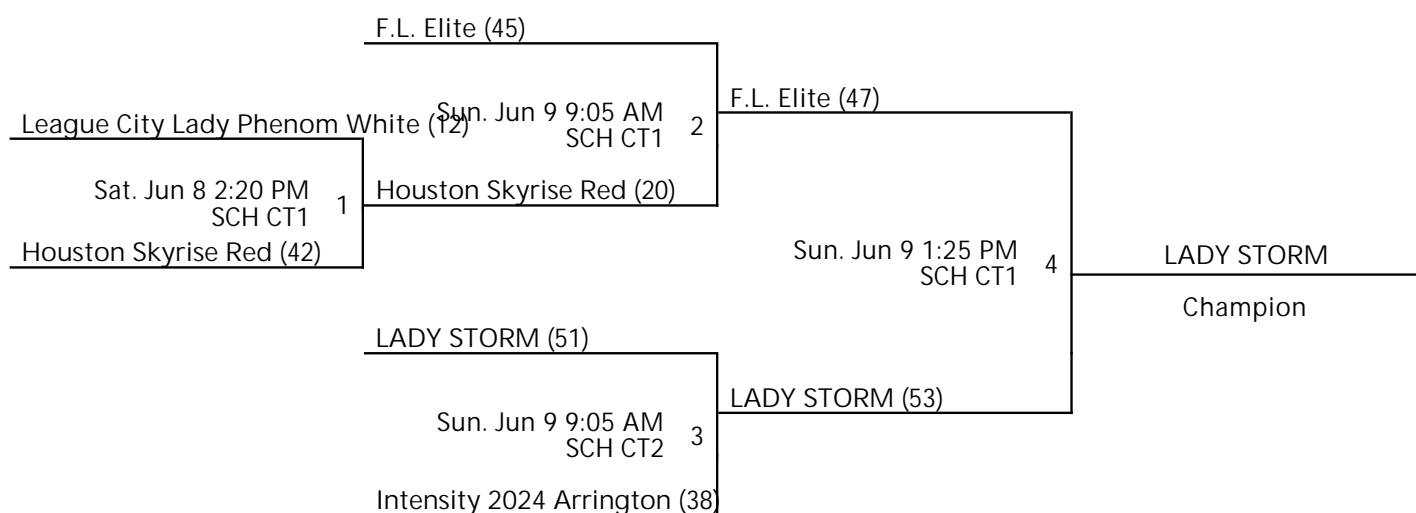 F.L. Elite (45)
Sun. Jun 9 9:05 AM
SCH CT1
2
F.L. Elite (47)
League City Lady Phenom White (12)
Sat. Jun 8 2:20 PM
SCH CT1
1
Houston Skyrise Red (20)
Houston Skyrise Red (42)
Sun. Jun 9 1:25 PM
SCH CT1
4
LADY STORM
Champion
LADY STORM (51)
LADY STORM (53)
Sun. Jun 9 9:05 AM
SCH CT2
3
Intensity 2024 Arrington (38)